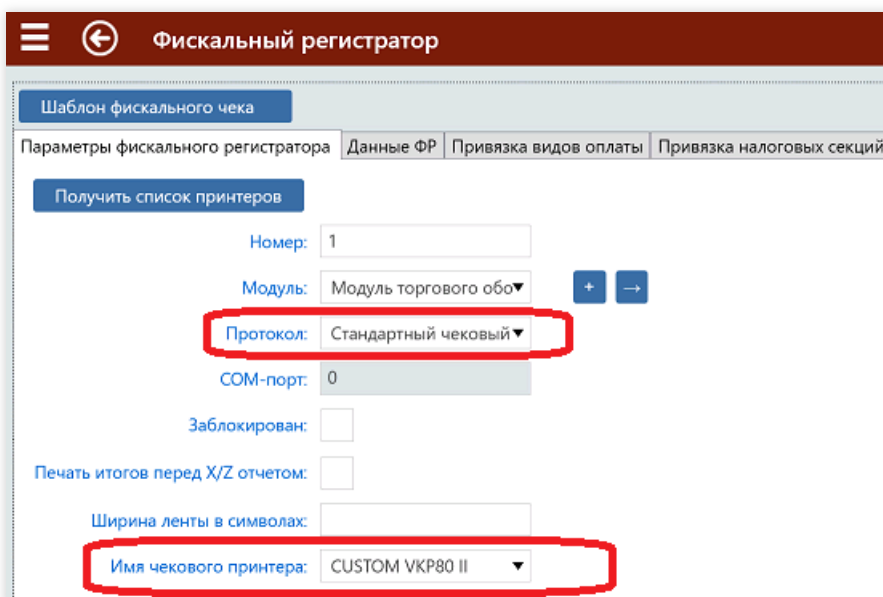 Фискальный регистратор
Шаблон фискального чека
Параметры фискального регистратора Данные ФР Привязка видов оплаты Привязка налоговых секций
Получить список принтеров
Номер: 1
Модуль: Модуль торгового обо + →
Протокол: Стандартный чековый
COM-порт: 0
Заблокирован:
Печать итогов перед X/Z отчетом:
Ширина ленты в символах:
Имя чекового принтера: CUSTOM VKP80 II